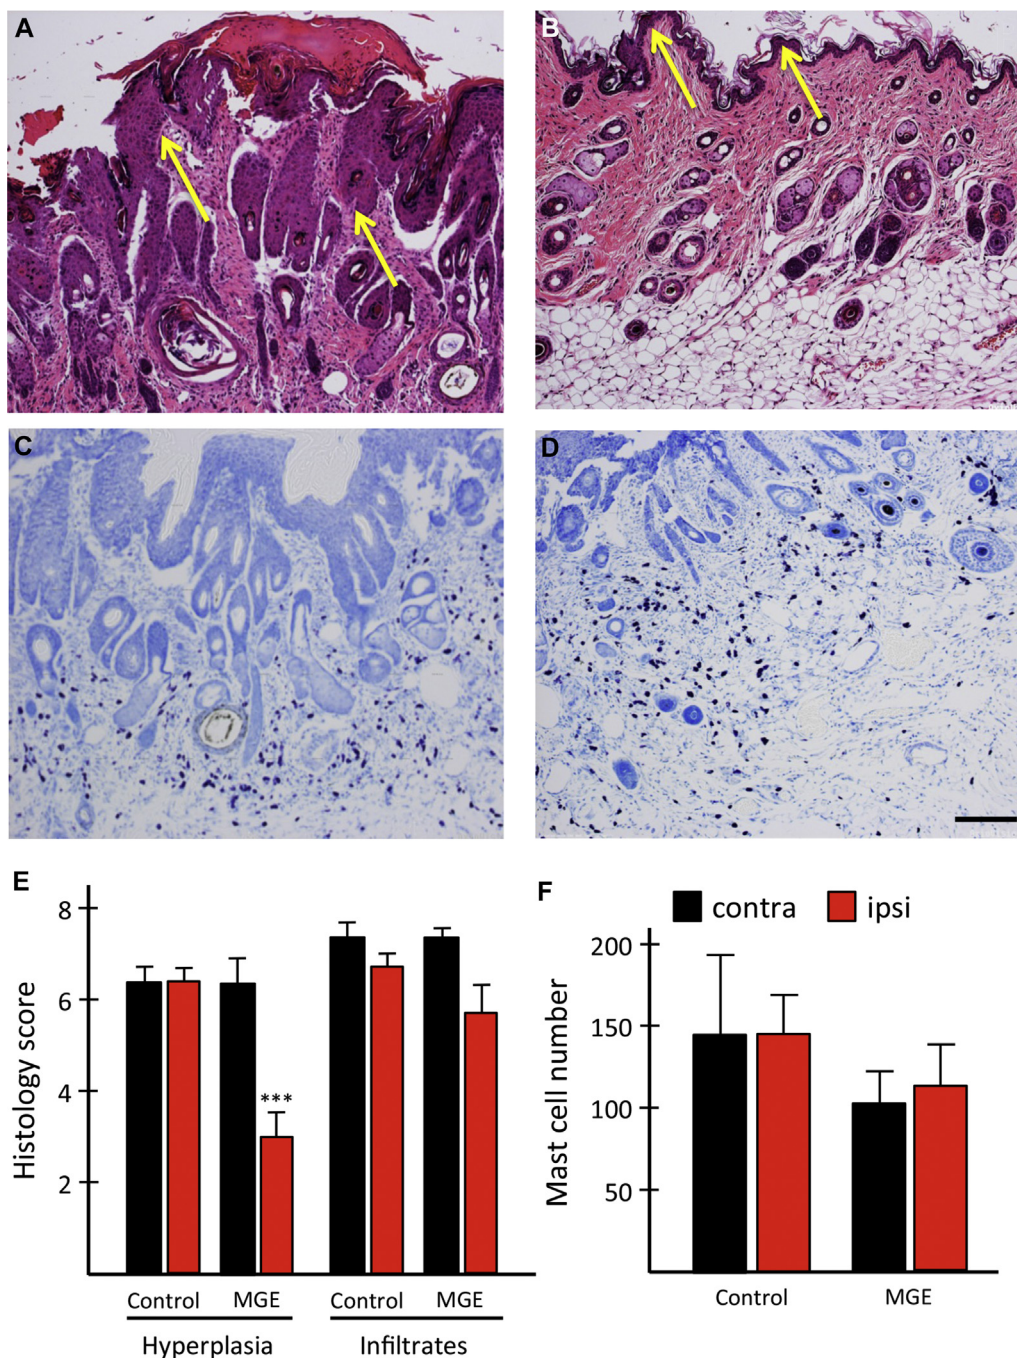 A
B
C
D
E
Histology score
8
6
4
2
***
Control MGE Control MGE
Hyperplasia Infiltrates
F
contra ipsi
Mast cell number
200
150
100
50
Control MGE